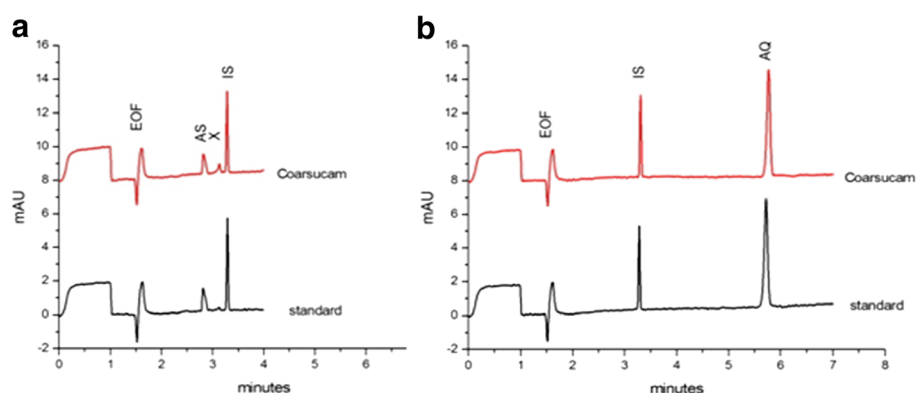 a
16
14
12
10
8
6
4
2
0
-2
mAU
EOF
AS
X
IS
Coarsucam
standard
0 1 2 3 4 5 6
minutes
b
16
14
12
10
8
6
4
2
0
-2
mAU
EOF
IS
AQ
Coarsucam
standard
0 1 2 3 4 5 6 7 8
minutes